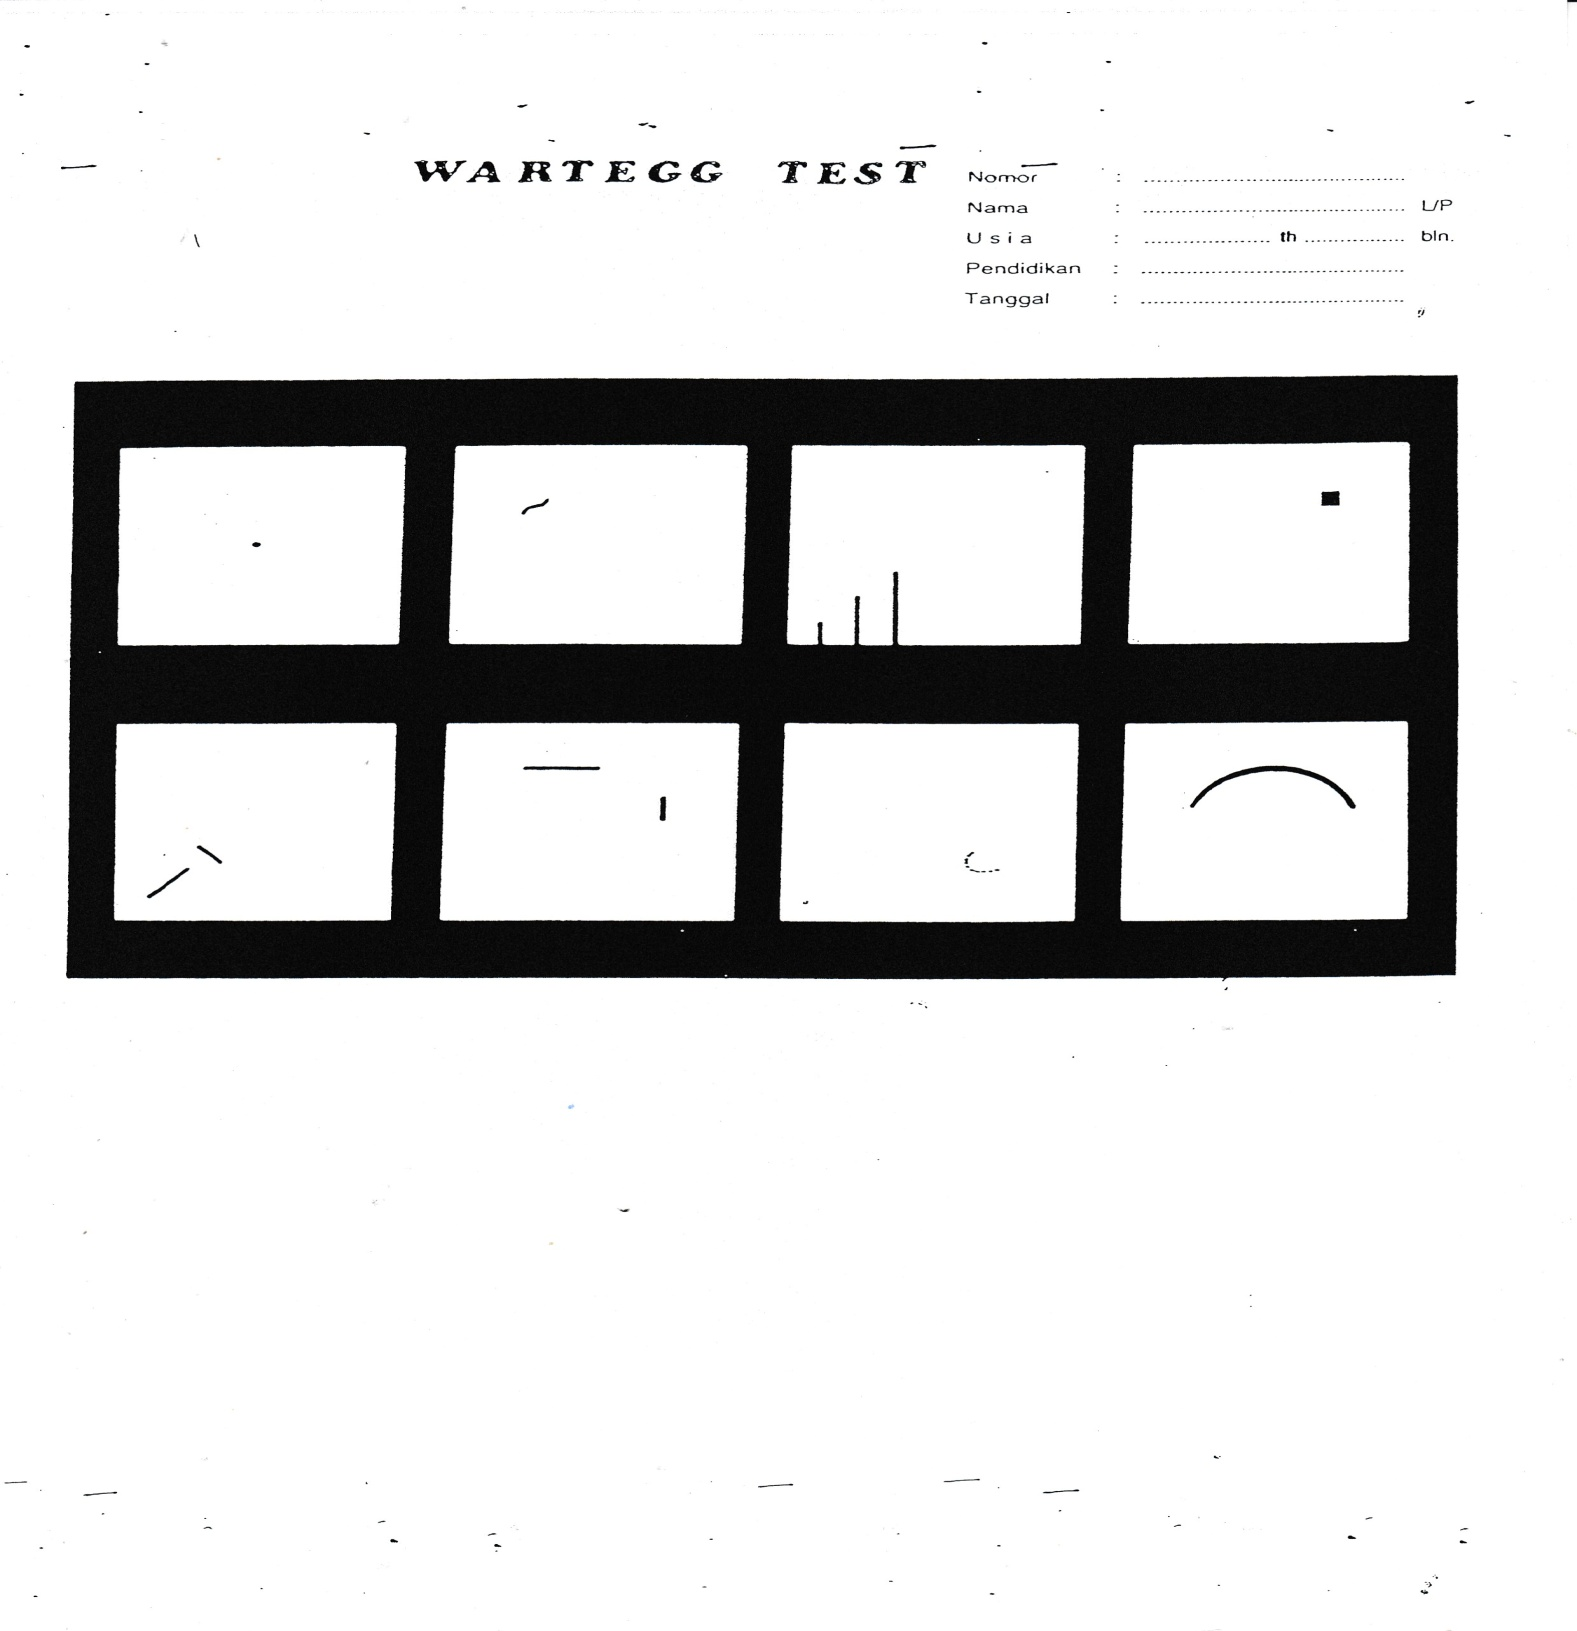 WARTEGG TEST
Nomor : ..........................................
Nama : .......................................... L/P
Usia : .................... th ................ bln.
Pendidikan : ..........................................
Tanggal : ..........................................